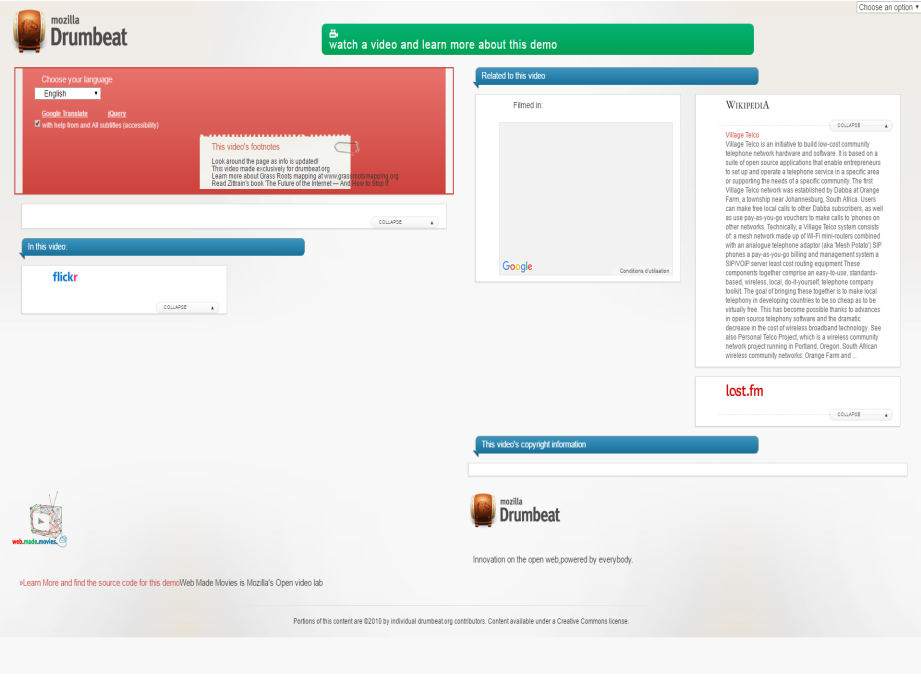 Choose an option
mozilla
Drumbeat
watch a video and learn more about this demo
Choose your language
English
Google Translate jQuery
with help from and All subtitles (accessibility)
This video's footnotes
Look around the page as info is updated!
This video made exclusively for drumbeat.org
Learn more about Grass Roots mapping at www.grassrootsmapping.org
Read Zittrain's book 'The Future of the Internet — And How to Stop It'
COLLAPSE
In this video:
flickr
COLLAPSE
Related to this video
Filmed in:
Google
Conditions d'utilisation
WIKIPEDIA
COLLAPSE
Village Telco
Village Telco is an initiative to build low-cost community
telephone network hardware and software. It is based on a
suite of open source applications that enable entrepreneurs
to set up and operate a telephone service in a specific area
or supporting the needs of a specific community. The first
Village Telco network was established by Dabba at Orange
Farm, a township near Johannesburg, South Africa. Users
can make free local calls to other Dabba subscribers, as well
as use pay-as-you-go vouchers to make calls to 'phones on
other networks. Technically, a Village Telco system consists
of: a mesh network made up of Wi-Fi mini-routers combined
with an analogue telephone adaptor (aka 'Mesh Potato') SIP
phones a pay-as-you-go billing and management system a
SIP/VOIP server least cost routing equipment These
components together comprise an easy-to-use, standards-
based, wireless, local, do-it-yourself, telephone company
toolkit. The goal of bringing these together is to make local
telephony in developing countries to be so cheap as to be
virtually free. This has become possible thanks to advances
in open source telephony software and the dramatic
decrease in the cost of wireless broadband technology. See
also Personal Telco Project, which is a wireless community
network project running in Portland, Oregon. South African
wireless community networks: Orange Farm and ...
lost.fm
COLLAPSE
This video's copyright information
web.made.movies.
mozilla
Drumbeat
Innovation on the open web,powered by everybody.
»Learn More and find the source code for this demoWeb Made Movies is Mozilla's Open video lab
Portions of this content are ©2010 by individual drumbeat.org contributors. Content available under a Creative Commons license.